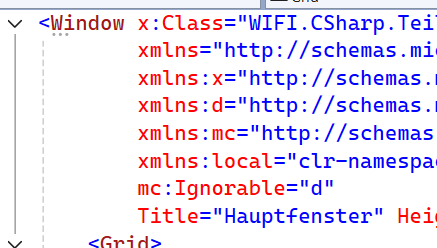 <Window x:Class="WIFI.CSharp.Teil
xmlns="http://schemas.mi
xmlns:x="http://schemas.m
xmlns:d="http://schemas.m
xmlns:mc="http://schemas.
xmlns:local="clr-namespac
mc:Ignorable="d"
Title="Hauptfenster" Heig
<Grid>